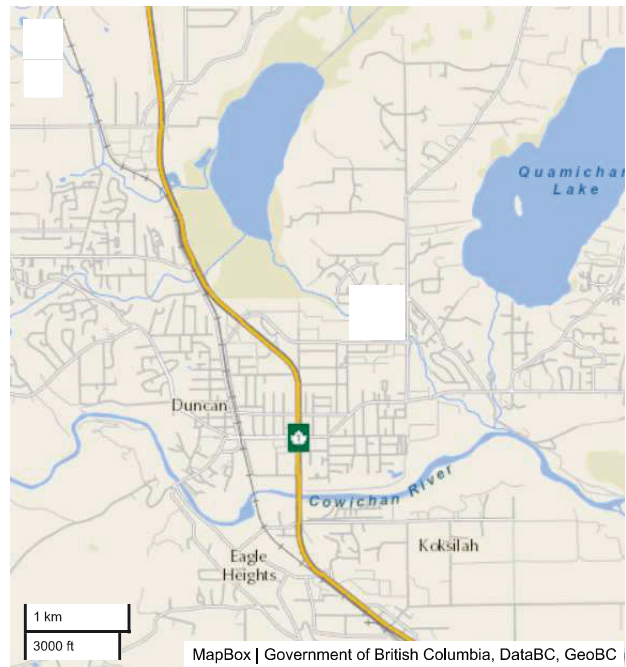 Quamichan
Lake
Duncan
1
Cowichan River
Koksilah
Eagle
Heights
1 km
3000 ft
MapBox | Government of British Columbia, DataBC, GeoBC